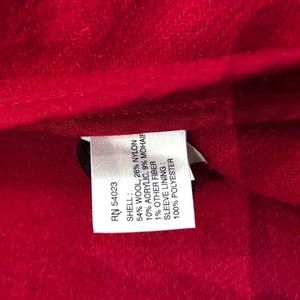 RN 54023
SHELL :
54% WOOL, 26% NYLON
10% ACRYLIC, 9% MOHAIR
1% OTHER FIBER
SLEEVE LINING :
100% POLYESTER